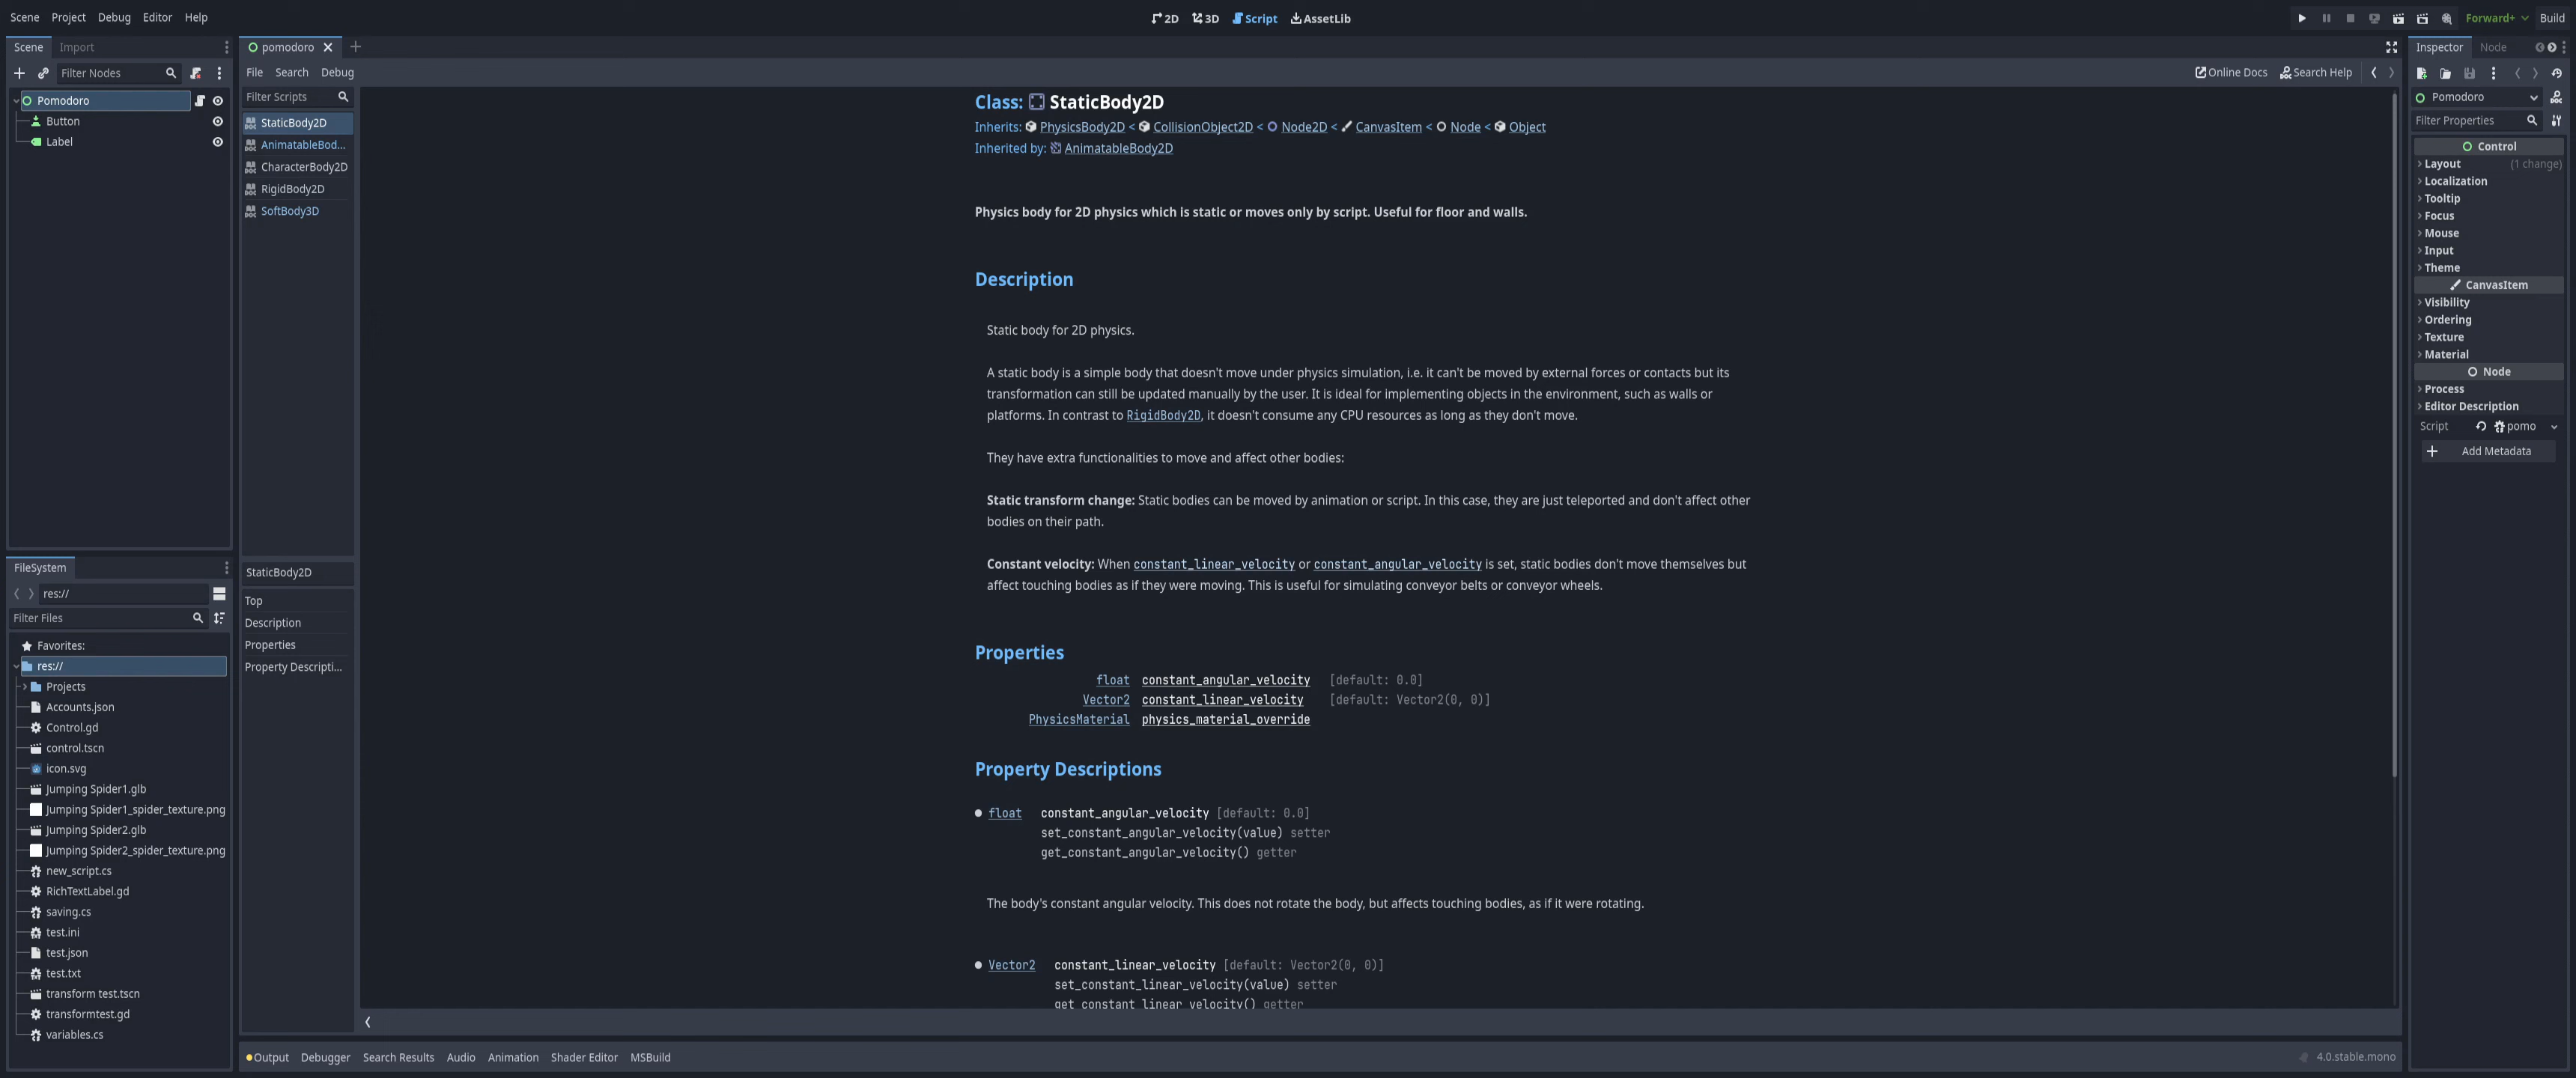 Scene Project Debug Editor Help
2D 3D Script AssetLib
Forward+ Build
Scene Import
Filter Nodes
Pomodoro
Button
Label
FileSystem
res://
Filter Files
Favorites:
res://
Projects
Accounts.json
Control.gd
control.tscn
icon.svg
Jumping Spider1.glb
Jumping Spider1_spider_texture.png
Jumping Spider2.glb
Jumping Spider2_spider_texture.png
new_script.cs
RichTextLabel.gd
saving.cs
test.ini
test.json
test.txt
transform test.tscn
transformtest.gd
variables.cs
pomodoro
File Search Debug
Online Docs Search Help
Filter Scripts
StaticBody2D
AnimatableBod...
CharacterBody2D
RigidBody2D
SoftBody3D
StaticBody2D
Top
Description
Properties
Property Descripti...
Class: StaticBody2D
Inherits: PhysicsBody2D < CollisionObject2D < Node2D < CanvasItem < Node < Object
Inherited by: AnimatableBody2D
Physics body for 2D physics which is static or moves only by script. Useful for floor and walls.
Description
Static body for 2D physics.
A static body is a simple body that doesn't move under physics simulation, i.e. it can't be moved by external forces or contacts but its
transformation can still be updated manually by the user. It is ideal for implementing objects in the environment, such as walls or
platforms. In contrast to RigidBody2D, it doesn't consume any CPU resources as long as they don't move.
They have extra functionalities to move and affect other bodies:
Static transform change: Static bodies can be moved by animation or script. In this case, they are just teleported and don't affect other
bodies on their path.
Constant velocity: When constant_linear_velocity or constant_angular_velocity is set, static bodies don't move themselves but
affect touching bodies as if they were moving. This is useful for simulating conveyor belts or conveyor wheels.
Properties
float constant_angular_velocity [default: 0.0]
Vector2 constant_linear_velocity [default: Vector2(0, 0)]
PhysicsMaterial physics_material_override
Property Descriptions
float constant_angular_velocity [default: 0.0]
set_constant_angular_velocity(value) setter
get_constant_angular_velocity() getter
The body's constant angular velocity. This does not rotate the body, but affects touching bodies, as if it were rotating.
Vector2 constant_linear_velocity [default: Vector2(0, 0)]
set_constant_linear_velocity(value) setter
get_constant_linear_velocity() getter
Output Debugger Search Results Audio Animation Shader Editor MSBuild
4.0.stable.mono
Inspector Node
Pomodoro
Filter Properties
Control
Layout (1 change)
Localization
Tooltip
Focus
Mouse
Input
Theme
CanvasItem
Visibility
Ordering
Texture
Material
Node
Process
Editor Description
Script pomo
Add Metadata